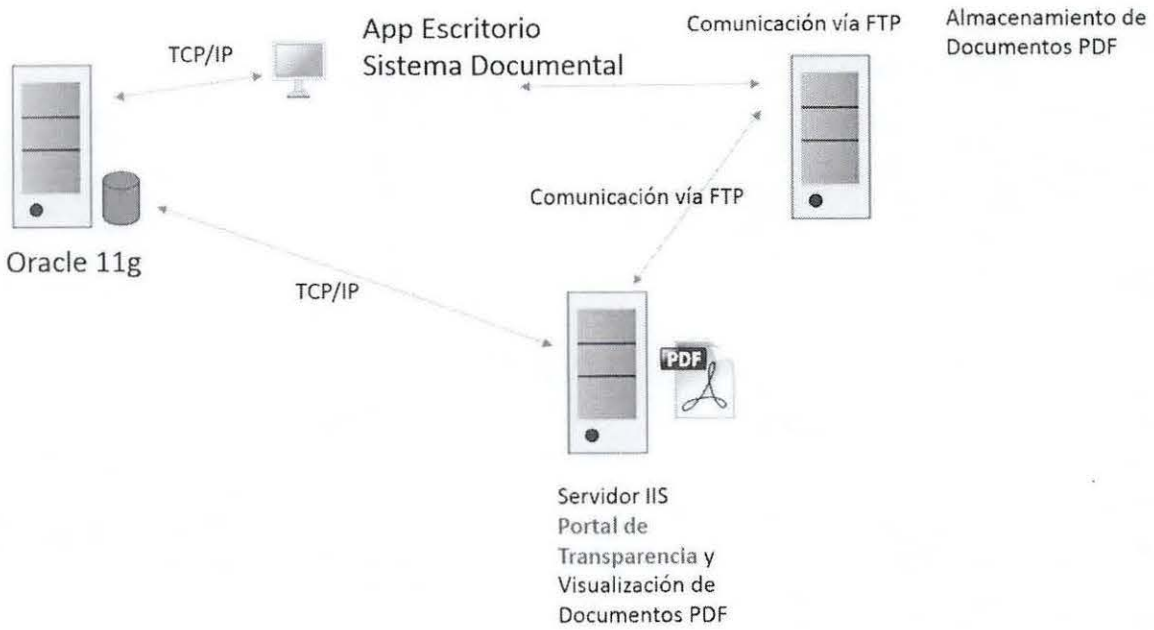 App Escritorio
Sistema Documental
Comunicación vía FTP
Almacenamiento de
Documentos PDF
TCP/IP
Comunicación vía FTP
Oracle 11g
TCP/IP
PDF
Servidor IIS
Portal de
Transparencia y
Visualización de
Documentos PDF